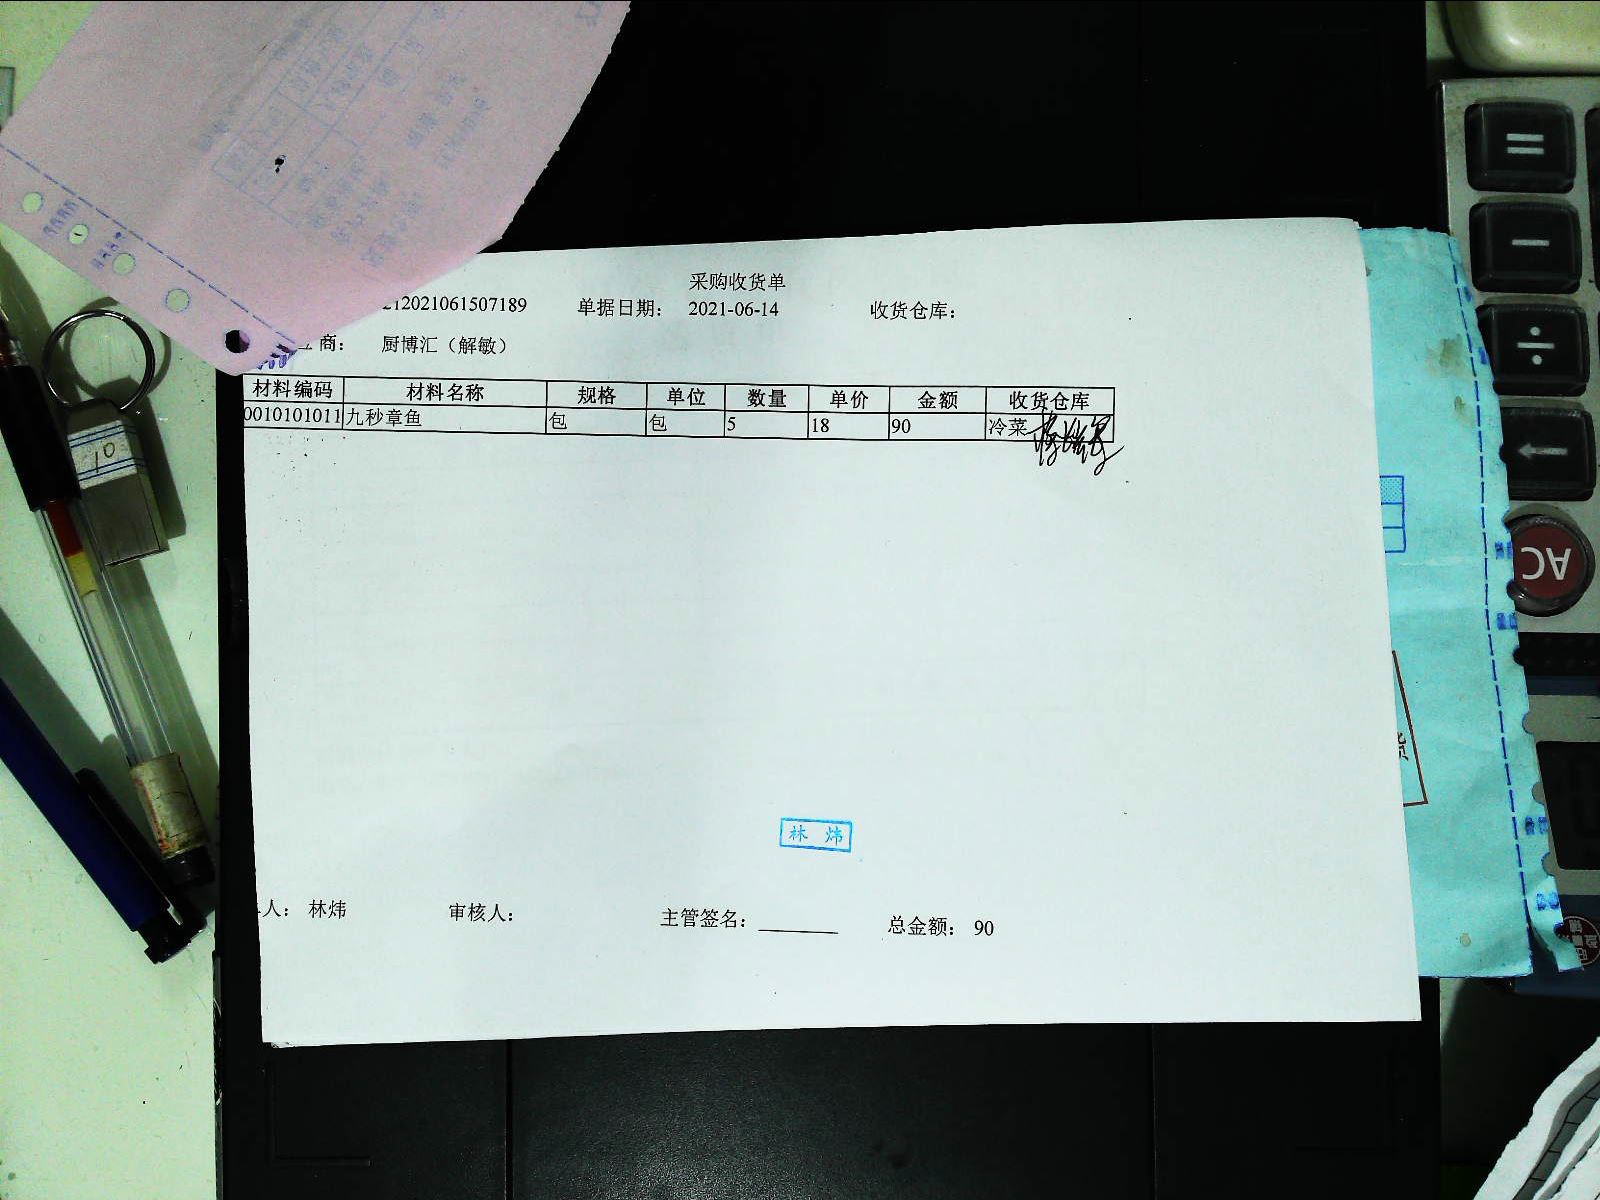 采购收货单
212021061507189 单据日期： 2021-06-14 收货仓库：
商： 厨博汇（解敏）
材料编码 材料名称 规格 单位 数量 单价 金额 收货仓库
0010101011 九秒章鱼 包 包 5 18 90 冷菜
林炜
人： 林炜 审核人： 主管签名： 总金额： 90
10
AC